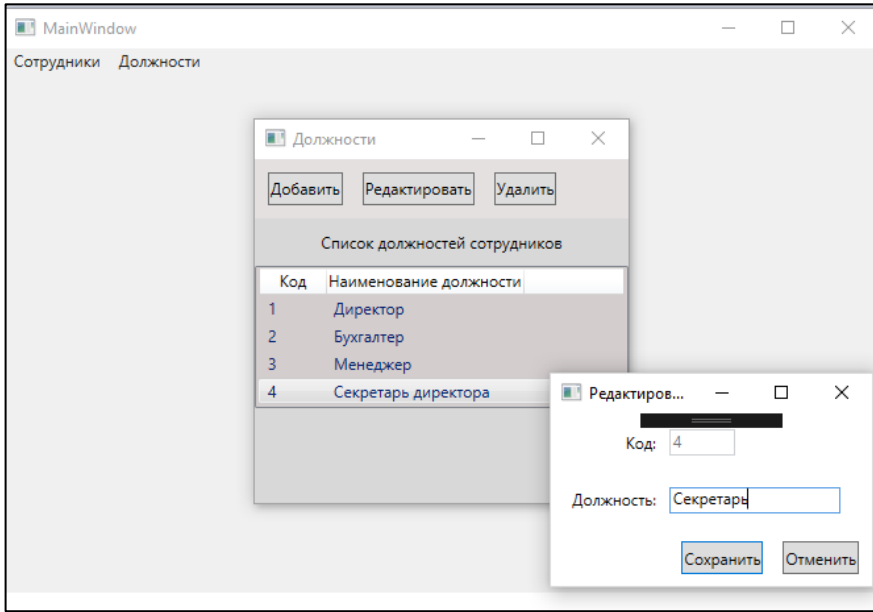 MainWindow
Сотрудники Должности
Должности
Добавить Редактировать Удалить
Список должностей сотрудников
Код Наименование должности
1 Директор
2 Бухгалтер
3 Менеджер
4 Секретарь директора
Редактиров...
Код: 4
Должность: Секретарь
Сохранить Отменить